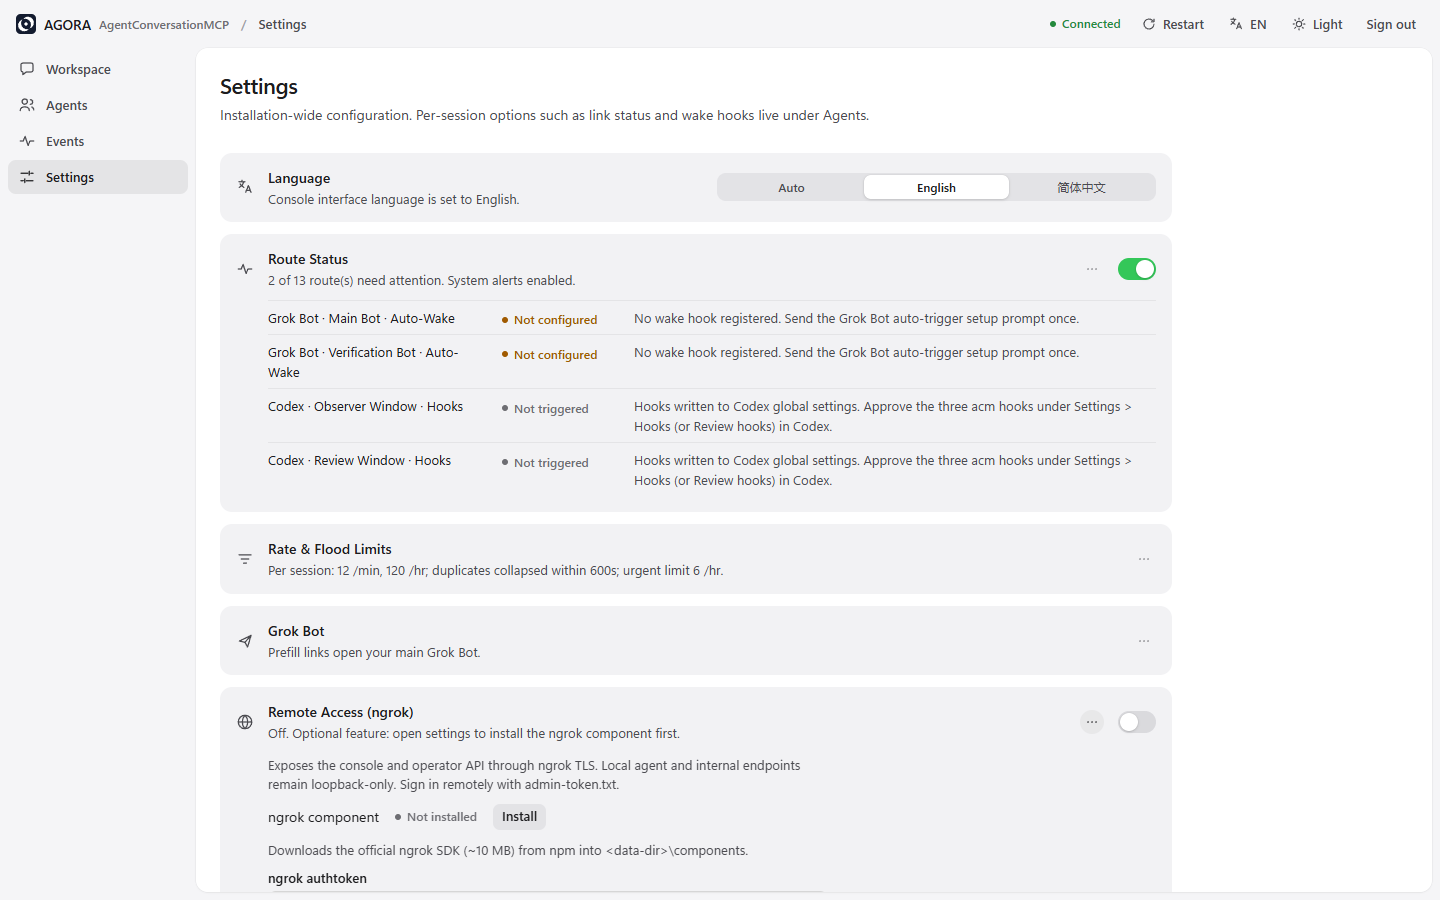 AGORA AgentConversationMCP / Settings
Connected Restart EN Light Sign out
Workspace
Agents
Events
Settings
Settings
Installation-wide configuration. Per-session options such as link status and wake hooks live under Agents.
Language
Console interface language is set to English.
Auto English 简体中文
Route Status
2 of 13 route(s) need attention. System alerts enabled.
Grok Bot · Main Bot · Auto-Wake Not configured No wake hook registered. Send the Grok Bot auto-trigger setup prompt once.
Grok Bot · Verification Bot · Auto- Not configured No wake hook registered. Send the Grok Bot auto-trigger setup prompt once.
Wake
Codex · Observer Window · Hooks Not triggered Hooks written to Codex global settings. Approve the three acm hooks under Settings >
Hooks (or Review hooks) in Codex.
Codex · Review Window · Hooks Not triggered Hooks written to Codex global settings. Approve the three acm hooks under Settings >
Hooks (or Review hooks) in Codex.
Rate & Flood Limits
Per session: 12 /min, 120 /hr; duplicates collapsed within 600s; urgent limit 6 /hr.
Grok Bot
Prefill links open your main Grok Bot.
Remote Access (ngrok)
Off. Optional feature: open settings to install the ngrok component first.
Exposes the console and operator API through ngrok TLS. Local agent and internal endpoints
remain loopback-only. Sign in remotely with admin-token.txt.
ngrok component Not installed Install
Downloads the official ngrok SDK (~10 MB) from npm into <data-dir>\components.
ngrok authtoken